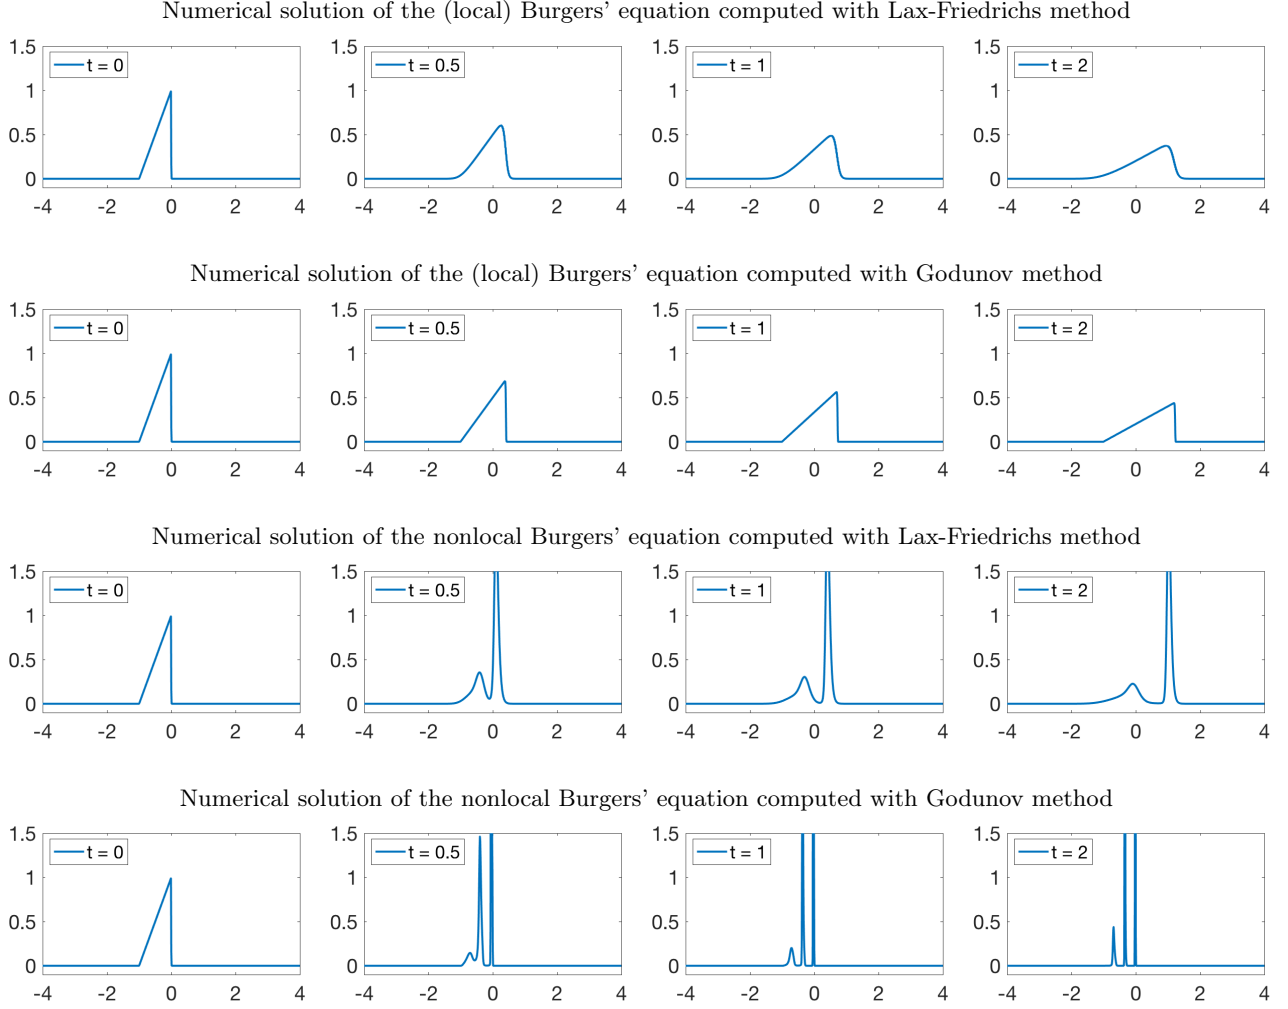 Numerical solution of the (local) Burgers' equation computed with Lax-Friedrichs method
t = 0 t = 0.5 t = 1 t = 2
1.5 1.5 1.5 1.5
1 1 1 1
0.5 0.5 0.5 0.5
0 0 0 0
-4 -2 0 2 4 -4 -2 0 2 4 -4 -2 0 2 4 -4 -2 0 2 4
Numerical solution of the (local) Burgers' equation computed with Godunov method
t = 0 t = 0.5 t = 1 t = 2
1.5 1.5 1.5 1.5
1 1 1 1
0.5 0.5 0.5 0.5
0 0 0 0
-4 -2 0 2 4 -4 -2 0 2 4 -4 -2 0 2 4 -4 -2 0 2 4
Numerical solution of the nonlocal Burgers' equation computed with Lax-Friedrichs method
t = 0 t = 0.5 t = 1 t = 2
1.5 1.5 1.5 1.5
1 1 1 1
0.5 0.5 0.5 0.5
0 0 0 0
-4 -2 0 2 4 -4 -2 0 2 4 -4 -2 0 2 4 -4 -2 0 2 4
Numerical solution of the nonlocal Burgers' equation computed with Godunov method
t = 0 t = 0.5 t = 1 t = 2
1.5 1.5 1.5 1.5
1 1 1 1
0.5 0.5 0.5 0.5
0 0 0 0
-4 -2 0 2 4 -4 -2 0 2 4 -4 -2 0 2 4 -4 -2 0 2 4